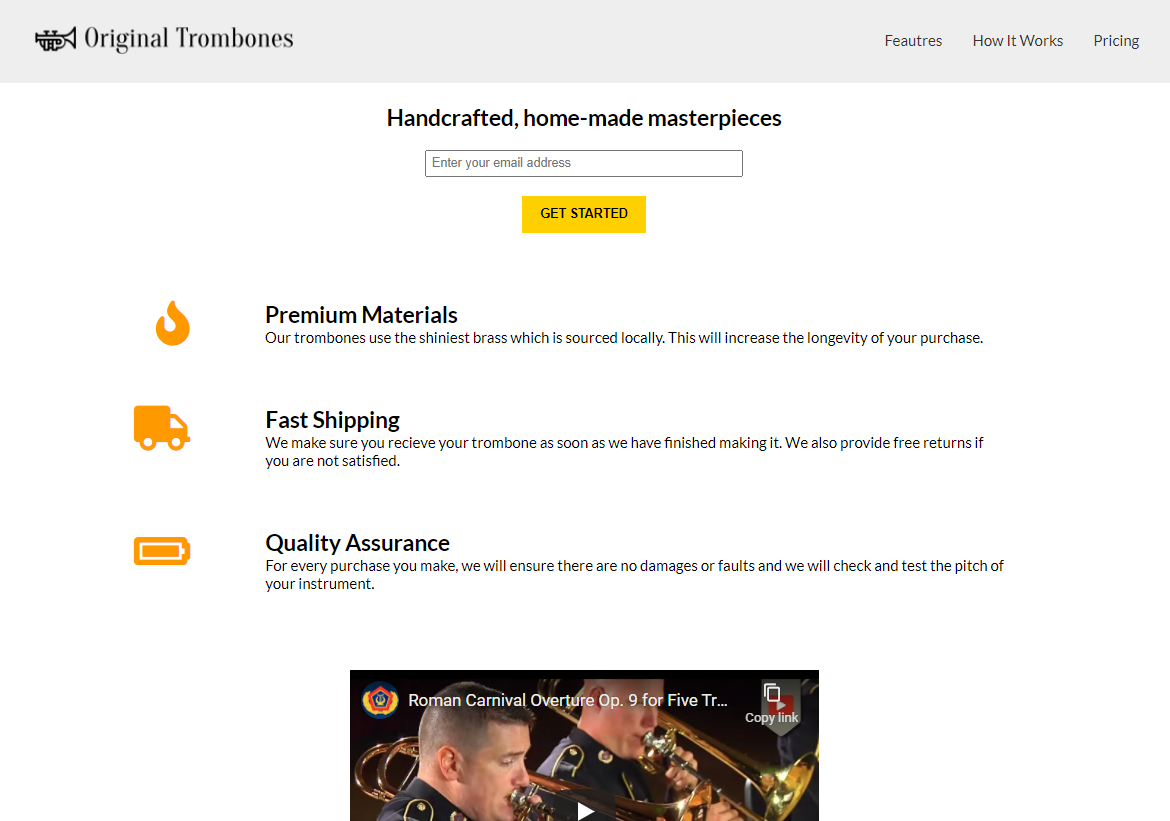 Original Trombones
Feautres How It Works Pricing
Handcrafted, home-made masterpieces
Enter your email address
GET STARTED
Premium Materials
Our trombones use the shiniest brass which is sourced locally. This will increase the longevity of your purchase.
Fast Shipping
We make sure you recieve your trombone as soon as we have finished making it. We also provide free returns if
you are not satisfied.
Quality Assurance
For every purchase you make, we will ensure there are no damages or faults and we will check and test the pitch of
your instrument.
Roman Carnival Overture Op. 9 for Five Tr...
Copy link